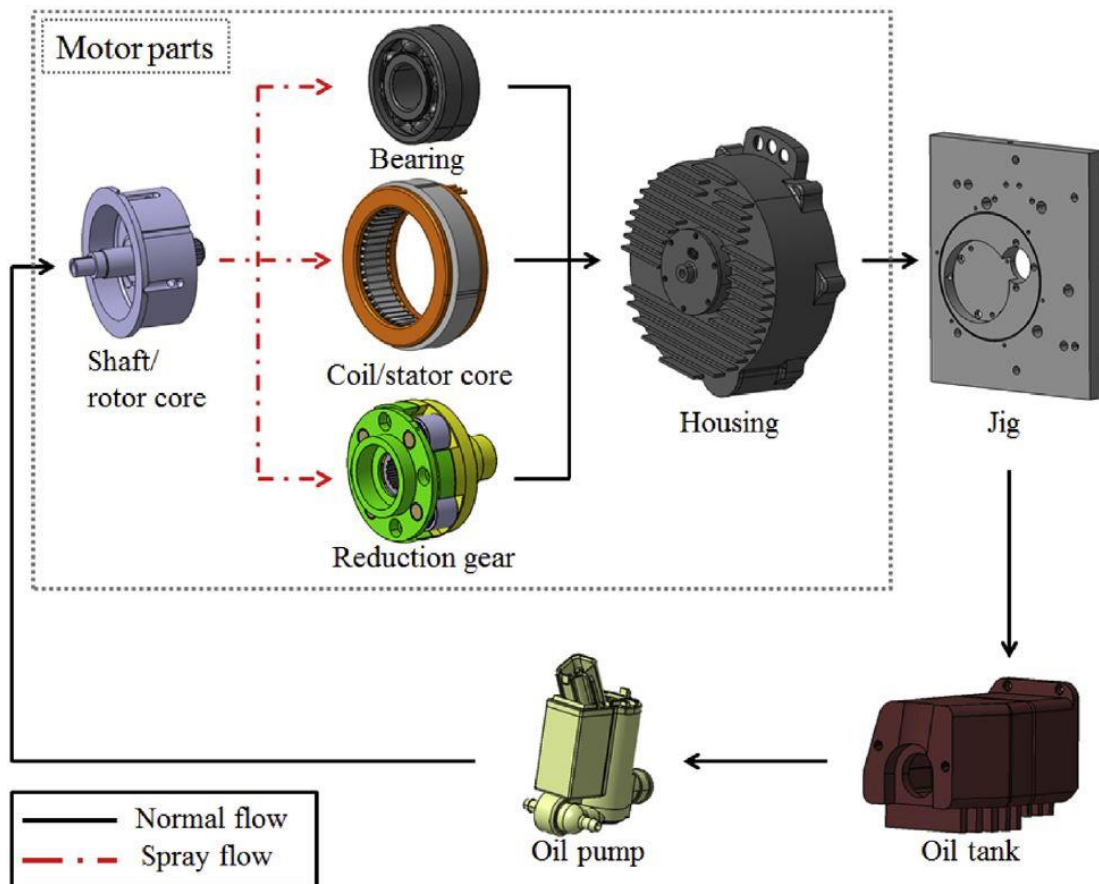 Motor parts
Bearing
Shaft/
rotor core
Coil/stator core
Housing
Jig
Reduction gear
Normal flow
Spray flow
Oil pump
Oil tank